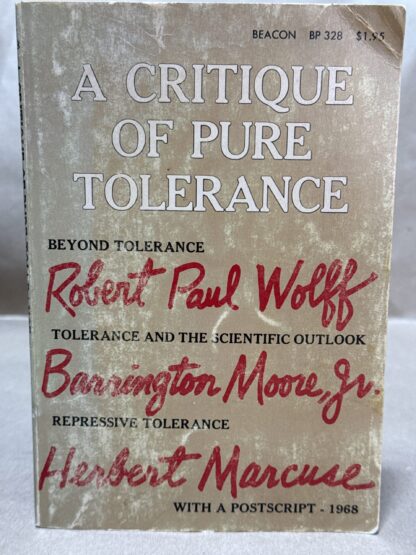 BEACON BP 328 $1.95
A CRITIQUE
OF PURE
TOLERANCE
BEYOND TOLERANCE
Robert Paul Wolff
TOLERANCE AND THE SCIENTIFIC OUTLOOK
Barrington Moore, Jr.
REPRESSIVE TOLERANCE
Herbert Marcuse
WITH A POSTSCRIPT - 1968